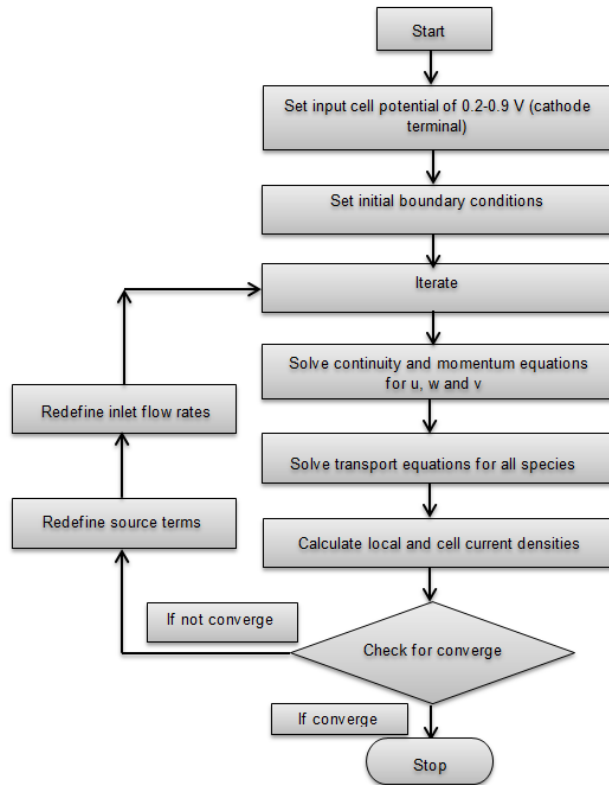 Start
Set input cell potential of 0.2-0.9 V (cathode
terminal)
Set initial boundary conditions
Iterate
Solve continuity and momentum equations
for u, w and v
Redefine inlet flow rates
Solve transport equations for all species
Redefine source terms
Calculate local and cell current densities
If not converge
Check for converge
If converge
Stop